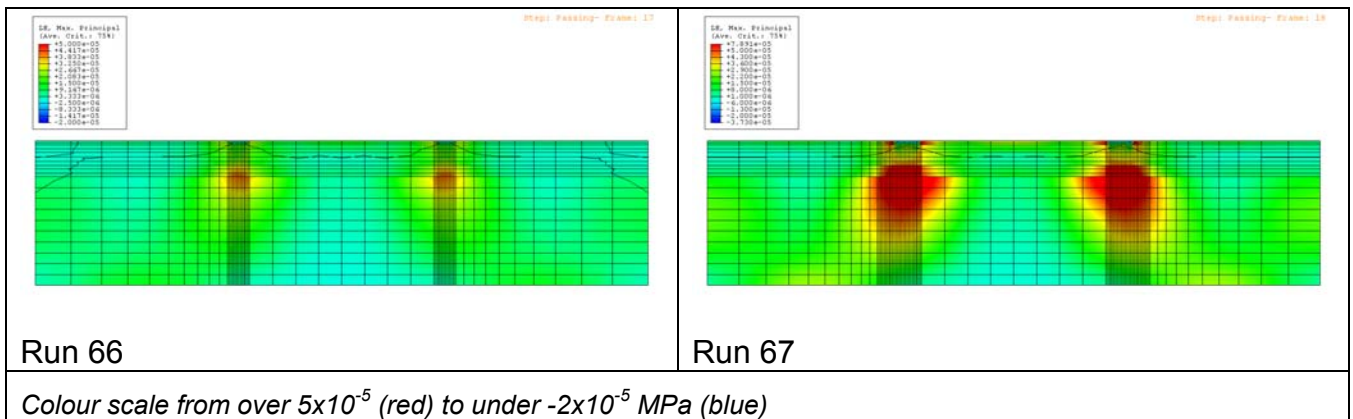 Step: Passing- Frame: 17
LE, Max. Principal
(Ave. Crit.: 75%)
+5.000e-05
+4.417e-05
+3.833e-05
+3.250e-05
+2.667e-05
+2.083e-05
+1.500e-05
+9.167e-06
+3.333e-06
-2.500e-06
-8.333e-06
-1.417e-05
-2.000e-05
Run 66
Step: Passing- Frame: 18
LE, Max. Principal
(Ave. Crit.: 75%)
+7.891e-05
+5.000e-05
+4.300e-05
+3.600e-05
+2.900e-05
+2.200e-05
+1.500e-05
+8.000e-06
+1.000e-06
-6.000e-06
-1.300e-05
-2.000e-05
-3.730e-05
Run 67
Colour scale from over 5x10^-5 (red) to under -2x10^-5 MPa (blue)